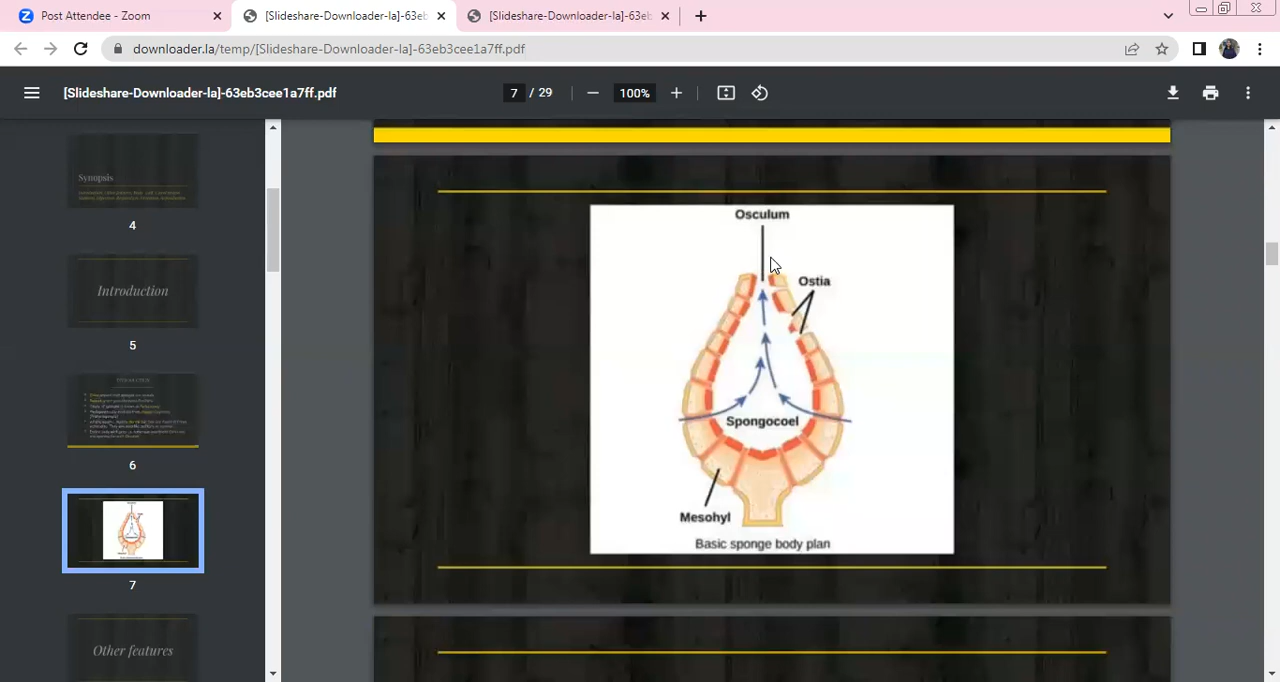 Post Attendee - Zoom
[Slideshare-Downloader-la]-63eb3
[Slideshare-Downloader-la]-63eb3c
downloader.la/temp/[Slideshare-Downloader-la]-63eb3cee1a7ff.pdf
[Slideshare-Downloader-la]-63eb3cee1a7ff.pdf
7 / 29
100%
Synopsis
4
Introduction
5
6
7
Other features
Osculum
Ostia
Spongocoel
Mesohyl
Basic sponge body plan